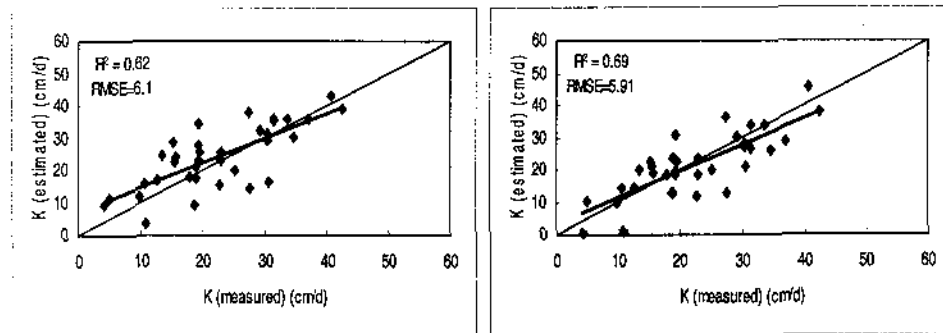 60
50
40
30
20
10
0
R² = 0.62
RMSE=6.1
K (estimated) (cm/d)
0 10 20 30 40 50 60
K (measured) (cm/d)
60
50
40
30
20
10
0
R² = 0.69
RMSE=5.91
K (estimated) (cm/d)
0 10 20 30 40 50 60
K (measured) (cm/d)